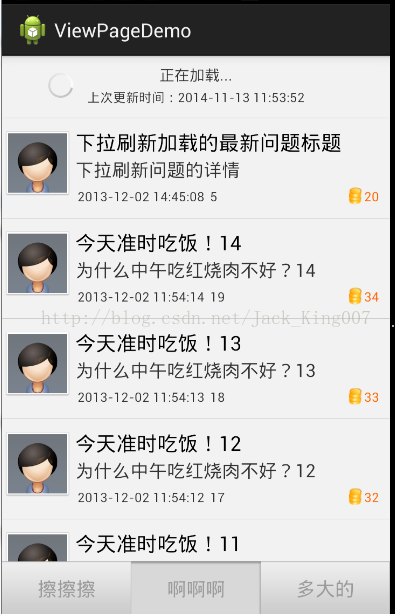 ViewPageDemo
正在加载...
上次更新时间：2014-11-13 11:53:52
下拉刷新加载的最新问题标题
下拉刷新问题的详情
2013-12-02 14:45:08 5
20
今天准时吃饭！14
为什么中午吃红烧肉不好？14
2013-12-02 11:54:14 19
34
http://blog.csdn.net/Jack_King007
今天准时吃饭！13
为什么中午吃红烧肉不好？13
2013-12-02 11:54:13 18
33
今天准时吃饭！12
为什么中午吃红烧肉不好？12
2013-12-02 11:54:12 17
32
今天准时吃饭！11
擦擦擦
啊啊啊
多大的